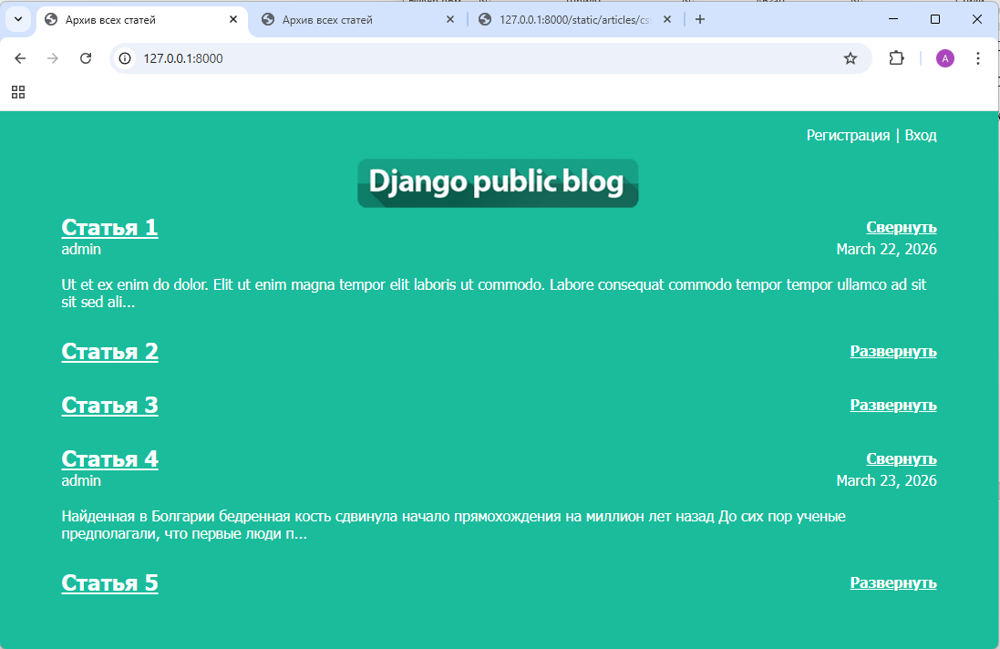 Архив всех статей
Архив всех статей
127.0.0.1:8000/static/articles/cs
127.0.0.1:8000
A
Регистрация | Вход
Django public blog
Статья 1 Свернуть
admin March 22, 2026
Ut et ex enim do dolor. Elit ut enim magna tempor elit laboris ut commodo. Labore consequat commodo tempor tempor ullamco ad sit
sit sed ali...
Статья 2 Развернуть
Статья 3 Развернуть
Статья 4 Свернуть
admin March 23, 2026
Найденная в Болгарии бедренная кость сдвинула начало прямохождения на миллион лет назад До сих пор ученые
предполагали, что первые люди п...
Статья 5 Развернуть